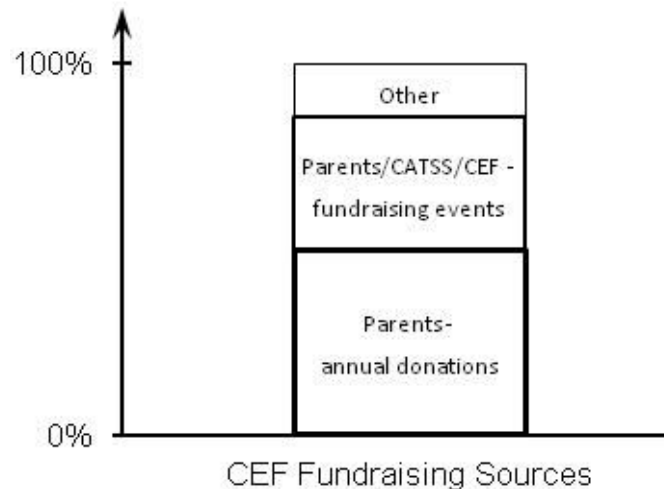 100%
Other
Parents/CATSS/CEF -
fundraising events
Parents-
annual donations
0%
CEF Fundraising Sources